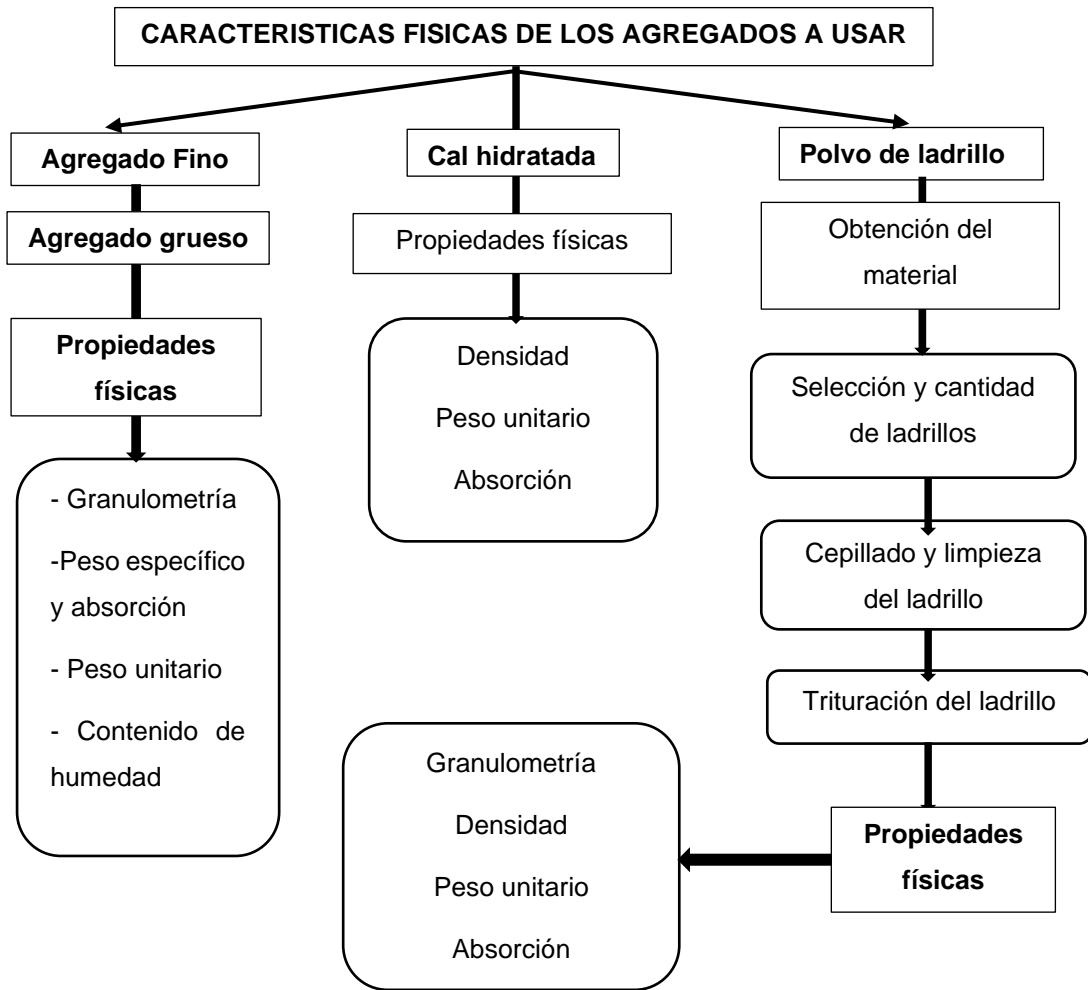 CARACTERISTICAS FISICAS DE LOS AGREGADOS A USAR
Agregado Fino
Agregado grueso
Propiedades
físicas
- Granulometría
-Peso específico
y absorción
- Peso unitario
- Contenido de
humedad
Cal hidratada
Propiedades físicas
Densidad
Peso unitario
Absorción
Polvo de ladrillo
Obtención del
material
Selección y cantidad
de ladrillos
Cepillado y limpieza
del ladrillo
Trituración del ladrillo
Propiedades
físicas
Granulometría
Densidad
Peso unitario
Absorción